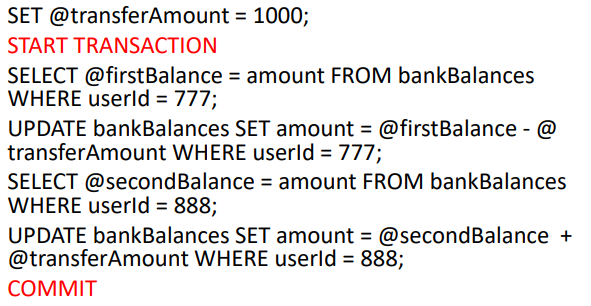 SET @transferAmount = 1000;
START TRANSACTION
SELECT @firstBalance = amount FROM bankBalances
WHERE userId = 777;
UPDATE bankBalances SET amount = @firstBalance - @
transferAmount WHERE userId = 777;
SELECT @secondBalance = amount FROM bankBalances
WHERE userId = 888;
UPDATE bankBalances SET amount = @secondBalance +
@transferAmount WHERE userId = 888;
COMMIT